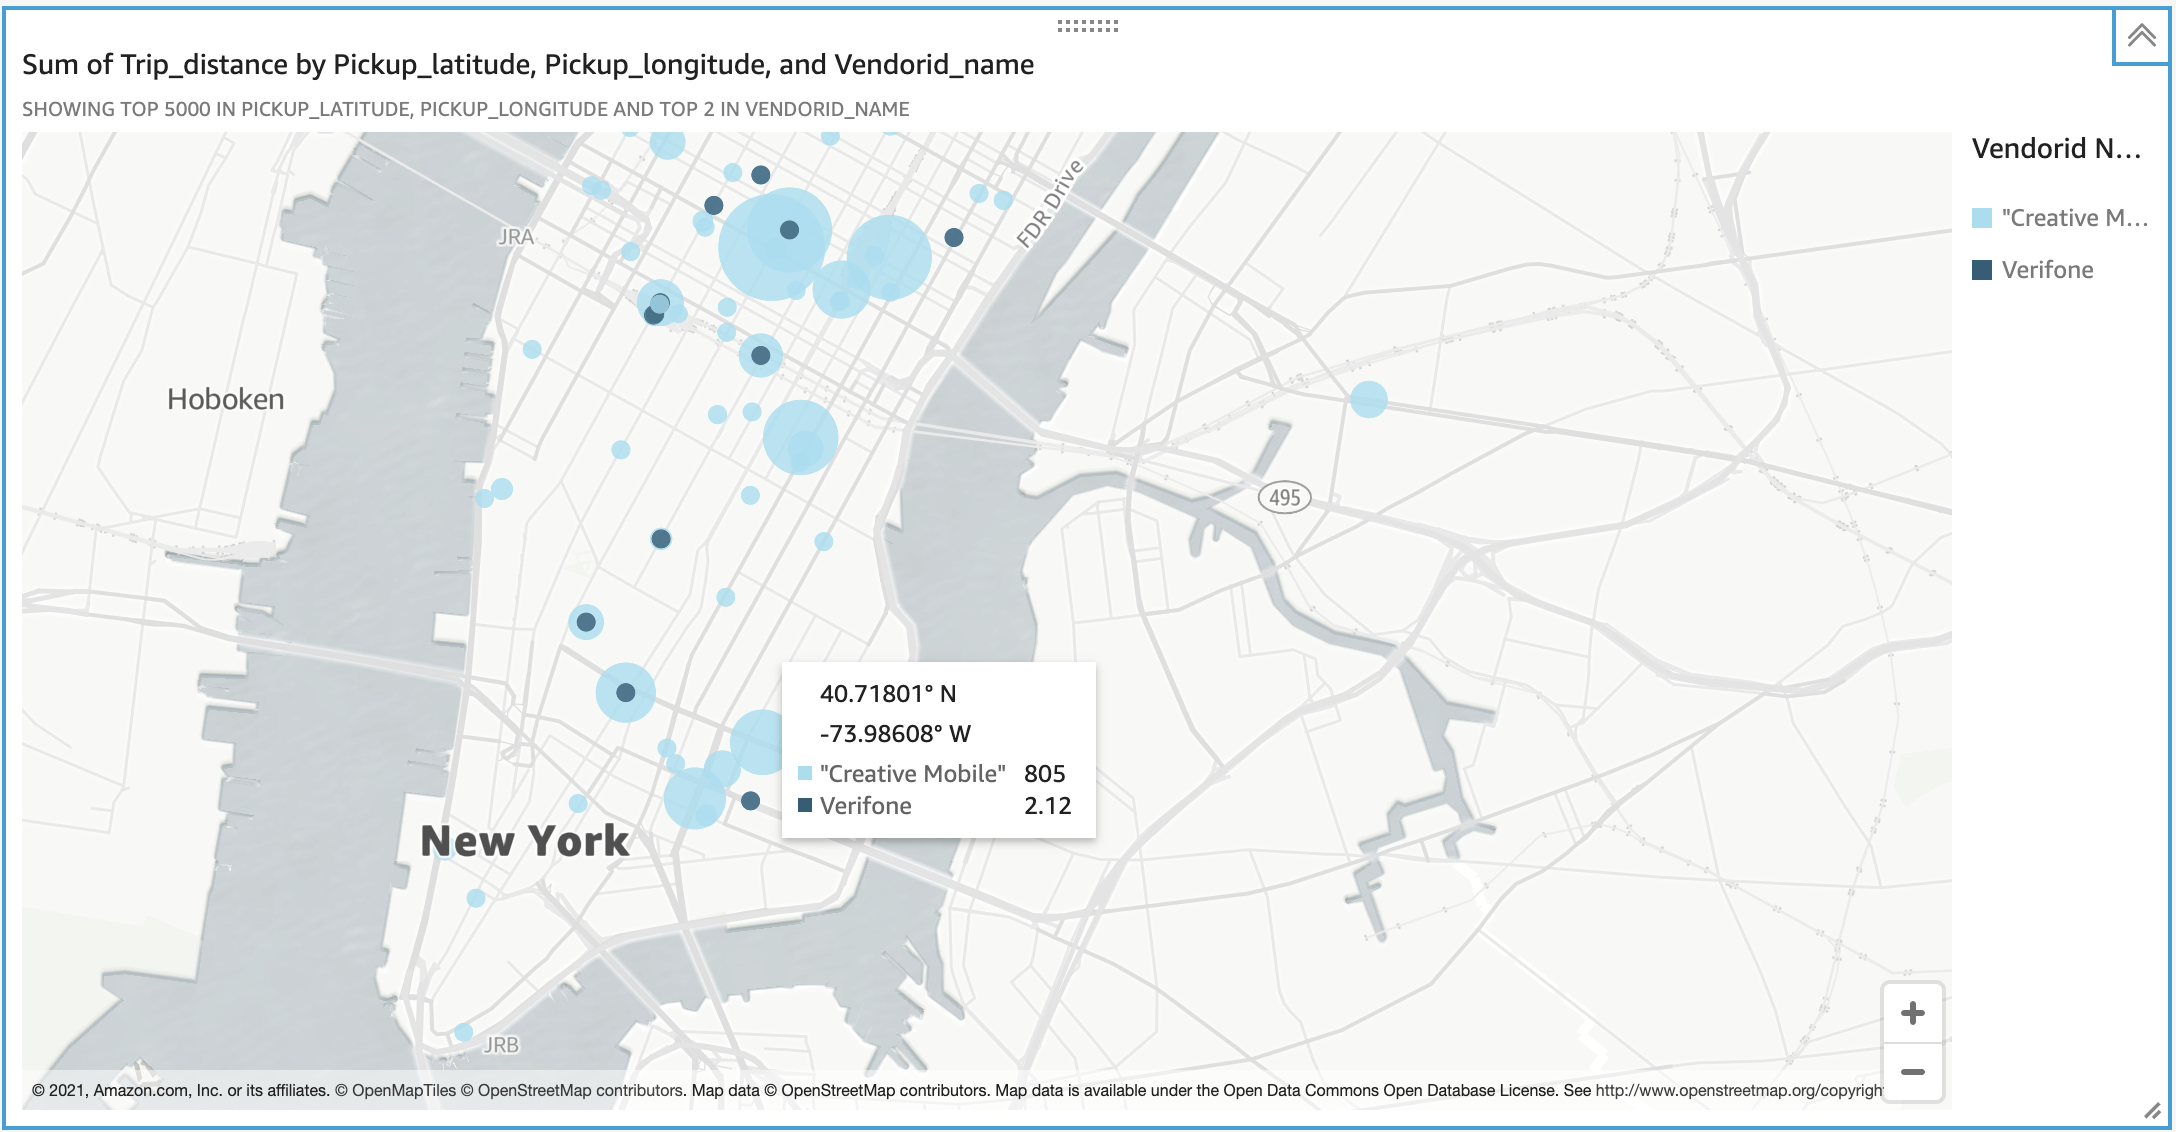 Sum of Trip_distance by Pickup_latitude, Pickup_longitude, and Vendorid_name
SHOWING TOP 5000 IN PICKUP_LATITUDE, PICKUP_LONGITUDE AND TOP 2 IN VENDORID_NAME
Vendorid N...
"Creative M...
Verifone
FDR Drive
JRA
Hoboken
495
40.71801° N
-73.98608° W
"Creative Mobile" 805
Verifone 2.12
New York
JRB
+
−
© 2021, Amazon.com, Inc. or its affiliates. © OpenMapTiles © OpenStreetMap contributors. Map data © OpenStreetMap contributors. Map data is available under the Open Data Commons Open Database License. See http://www.openstreetmap.org/copyrigh